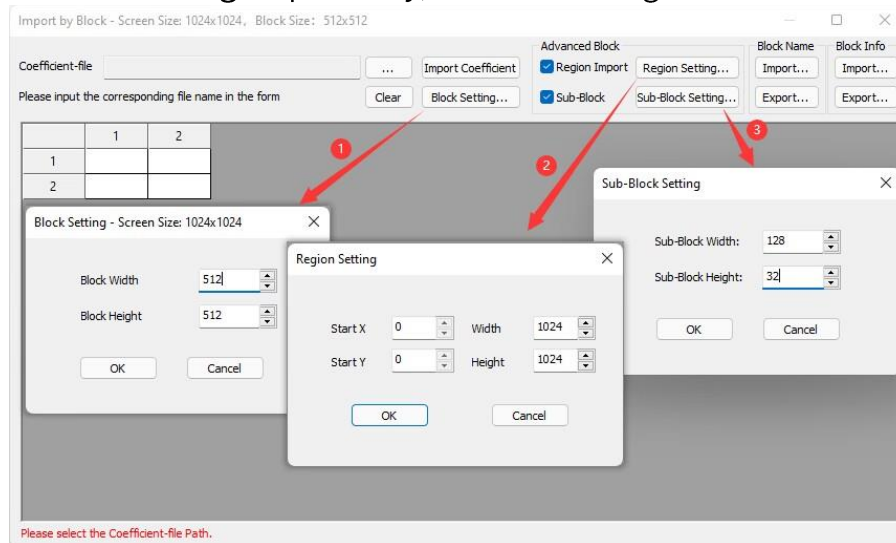 Import by Block - Screen Size: 1024x1024, Block Size: 512x512
Advanced Block
Block Name
Block Info
Coefficient-file
...
Import Coefficient
Region Import
Region Setting...
Import...
Import...
Please input the corresponding file name in the form
Clear
Block Setting...
Sub-Block
Sub-Block Setting...
Export...
Export...
1 2
1
2
1
2
3
Block Setting - Screen Size: 1024x1024
Block Width 512
Block Height 512
OK Cancel
Region Setting
Start X 0 Width 1024
Start Y 0 Height 1024
OK Cancel
Sub-Block Setting
Sub-Block Width: 128
Sub-Block Height: 32
OK Cancel
Please select the Coefficient-file Path.